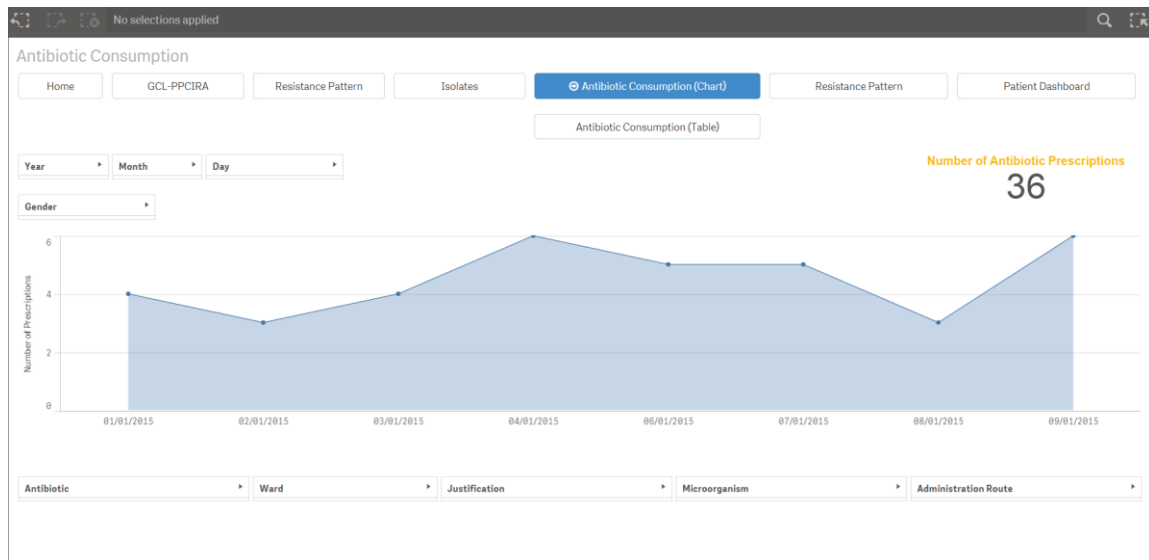 No selections applied
Antibiotic Consumption
Home GCL-PPCIRA Resistance Pattern Isolates Antibiotic Consumption (Chart) Resistance Pattern Patient Dashboard
Antibiotic Consumption (Table)
Year Month Day
Number of Antibiotic Prescriptions
36
Gender
Number of Prescriptions
6
4
2
0
01/01/2015 02/01/2015 03/01/2015 04/01/2015 06/01/2015 07/01/2015 08/01/2015 09/01/2015
Antibiotic Ward Justification Microorganism Administration Route